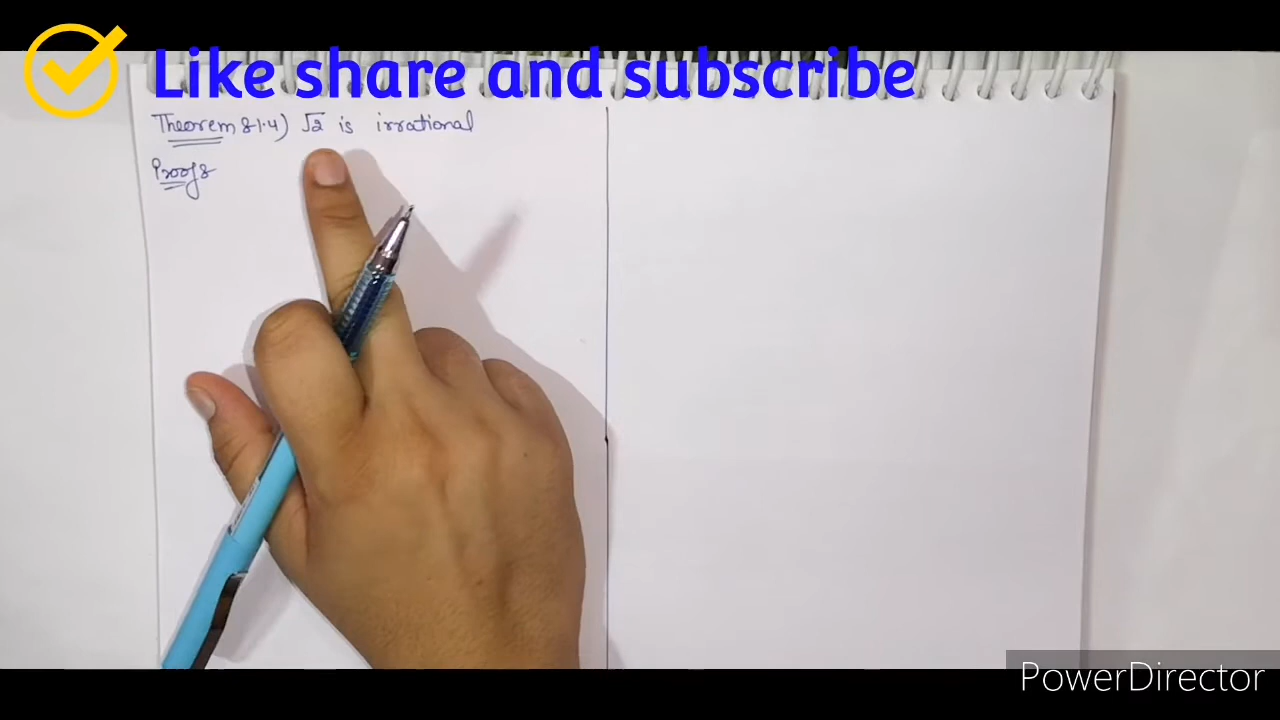 Like share and subscribe
Theorem 8 1.4) √2 is irrational
Proof:
PowerDirector